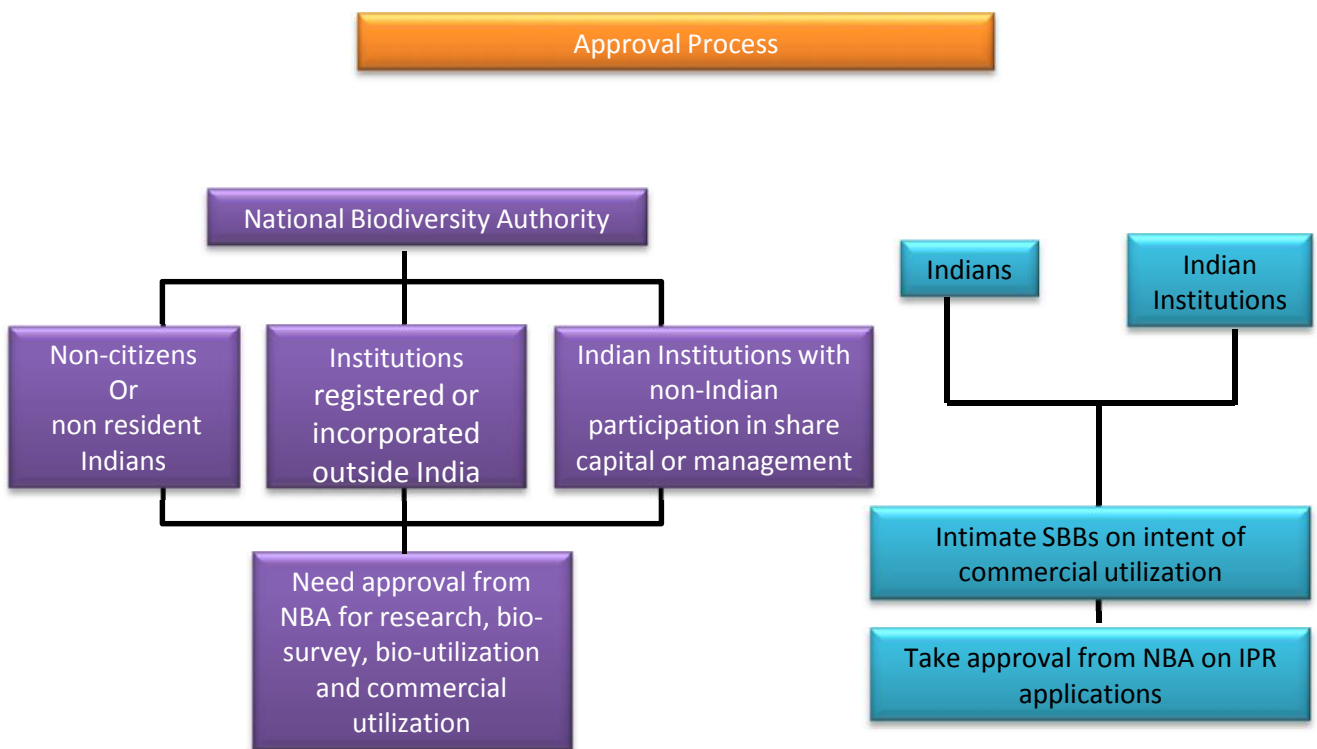 Approval Process
National Biodiversity Authority
Non-citizens
Or
non resident
Indians
Institutions
registered or
incorporated
outside India
Indian Institutions with
non-Indian
participation in share
capital or management
Need approval from
NBA for research, bio-
survey, bio-utilization
and commercial
utilization
Indians
Indian
Institutions
Intimate SBBs on intent of
commercial utilization
Take approval from NBA on IPR
applications